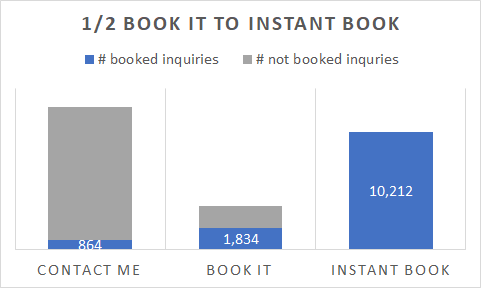 1/2 BOOK IT TO INSTANT BOOK
# booked inquiries # not booked inquries
864
1,834
10,212
CONTACT ME BOOK IT INSTANT BOOK